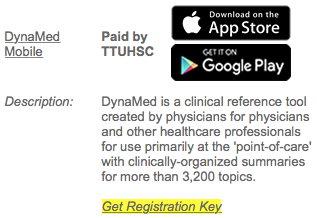 DynaMed
Mobile
Paid by
TTUHSC
Download on the
App Store
GET IT ON
Google Play
Description:
DynaMed is a clinical reference tool
created by physicians for physicians
and other healthcare professionals
for use primarily at the 'point-of-care'
with clinically-organized summaries
for more than 3,200 topics.
Get Registration Key